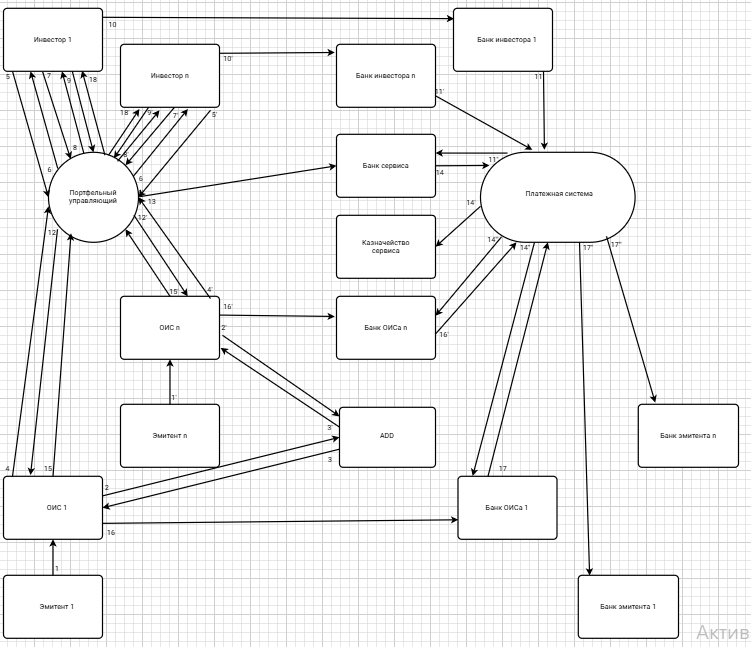 10
Инвестор 1
Банк инвестора 1
Инвестор n
10'
Банк инвестора n
5
7
9
18
11
11'
18'
9'
7'
5'
8
6
6
Банк сервиса
11'
14
Платежная система
Портфельный
управляющий
13
12'
14'
12
Казначейство
сервиса
14''
14''
17'
17''
15'
4'
16'
ОИС n
2'
Банк ОИСа n
16'
1'
Эмитент n
3'
ADD
3
Банк эмитента n
4
15
17
2
ОИС 1
Банк ОИСа 1
16
1
Эмитент 1
Банк эмитента 1
Актив